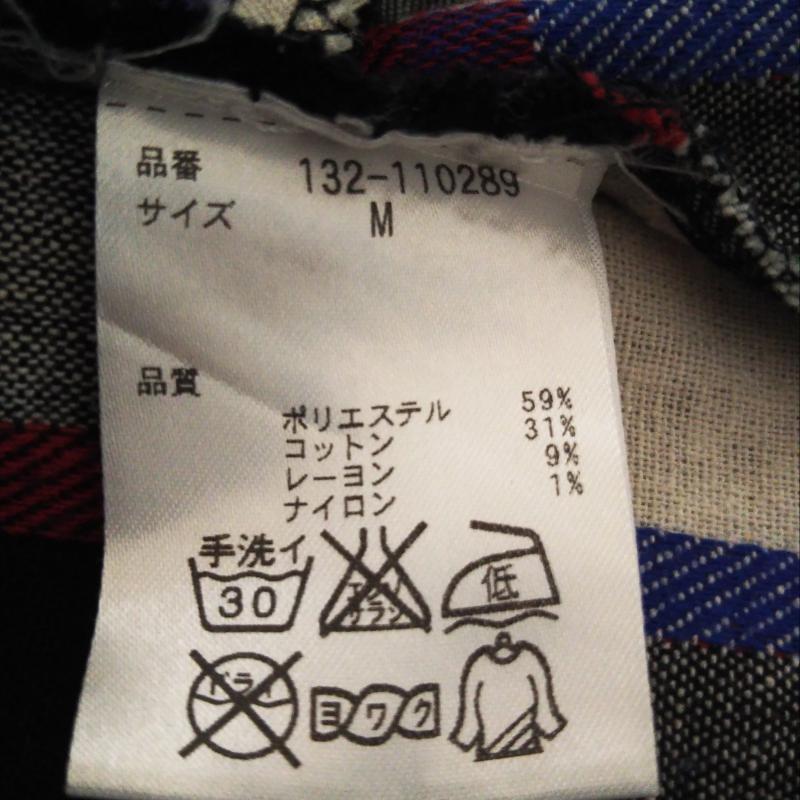 品番 132-110289
サイズ M
品質
ポリエステル 59%
コットン 31%
レーヨン 9%
ナイロン 1%
手洗イ
30
エンソ
サラシ
低
ドライ
ヨワク